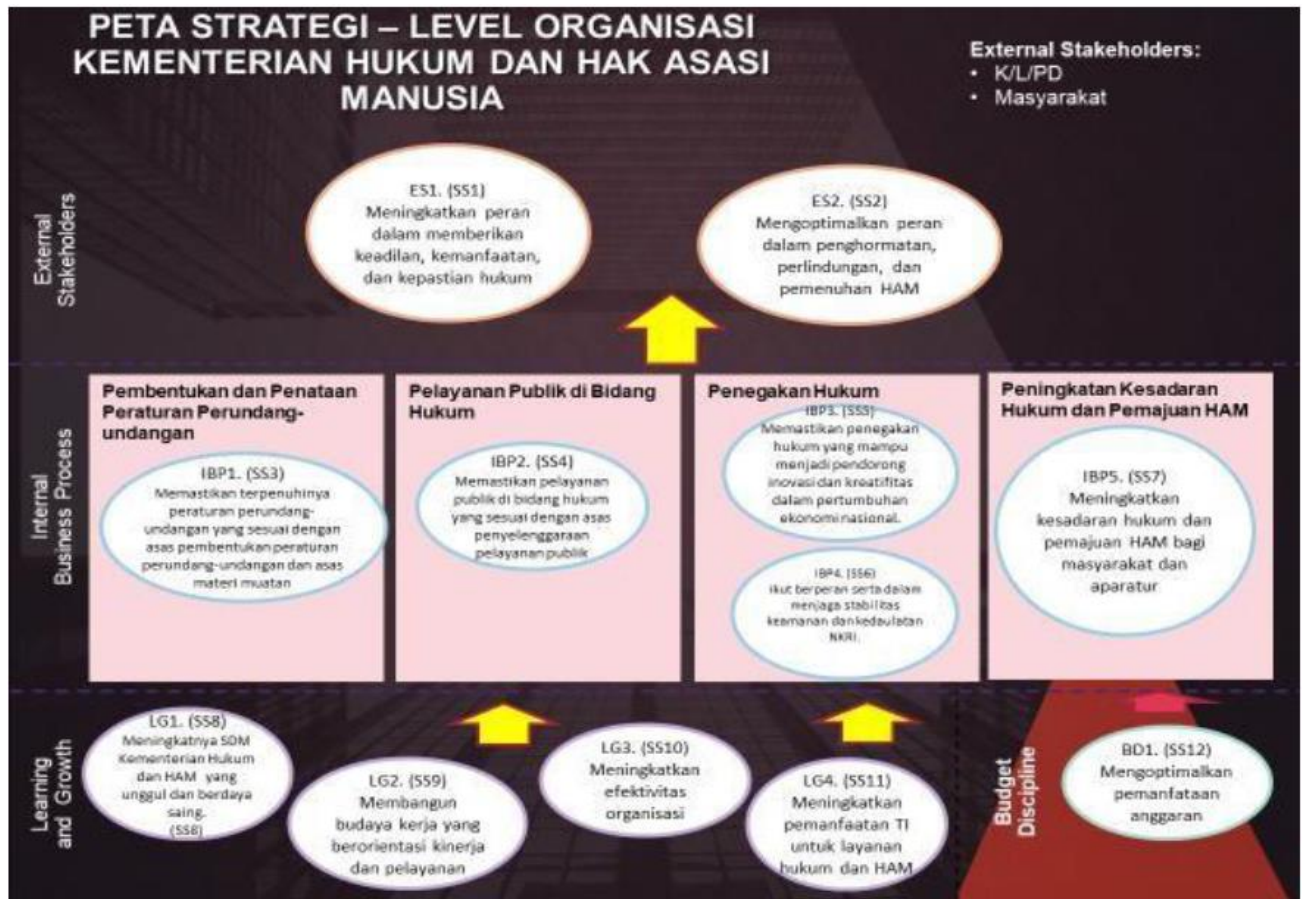 PETA STRATEGI – LEVEL ORGANISASI
KEMENTERIAN HUKUM DAN HAK ASASI
MANUSIA
External Stakeholders:
• K/L/PD
• Masyarakat
External
Stakeholders
ES1. (SS1)
Meningkatkan peran
dalam memberikan
keadilan, kemanfaatan,
dan kepastian hukum
ES2. (SS2)
Mengoptimalkan peran
dalam penghormatan,
perlindungan, dan
pemenuhan HAM
Internal
Business Process
Pembentukan dan Penataan
Peraturan Perundang-
undangan
IBP1. (SS3)
Memastikan terpenuhinya
peraturan perundang-
undangan yang sesuai dengan
asas pembentukan peraturan
perundang-undangan dan asas
materi muatan
Pelayanan Publik di Bidang
Hukum
IBP2. (SS4)
Memastikan pelayanan
publik di bidang hukum
yang sesuai dengan asas
penyelenggaraan
pelayanan publik
Penegakan Hukum
IBP3. (SS5)
Memastikan penegakan
hukum yang mampu
menjadi pendorong
inovasi dan kreatifitas
dalam pertumbuhan
ekonomi nasional.
IBP4. (SS6)
Ikut berperan serta dalam
menjaga stabilitas
keamanan dan kedaulatan
NKRI.
Peningkatan Kesadaran
Hukum dan Pemajuan HAM
IBP5. (SS7)
Meningkatkan
kesadaran hukum dan
pemajuan HAM bagi
masyarakat dan
aparatur
Learning
and Growth
LG1. (SS8)
Meningkatnya SDM
Kementerian Hukum
dan HAM yang
unggul dan berdaya
saing.
(SS8)
LG2. (SS9)
Membangun
budaya kerja yang
berorientasi kinerja
dan pelayanan
LG3. (SS10)
Meningkatkan
efektivitas
organisasi
LG4. (SS11)
Meningkatkan
pemanfaatan TI
untuk layanan
hukum dan HAM
Budget
Discipline
BD1. (SS12)
Mengoptimalkan
pemanfataan
anggaran